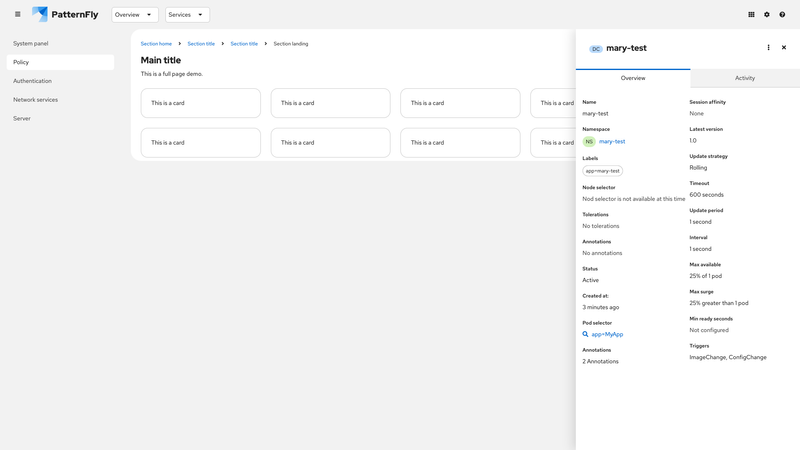 PatternFly
Overview
Services
System panel
Policy
Authentication
Network services
Server
Section home
Section title
Section title
Section landing
Main title
This is a full page demo.
This is a card
This is a card
This is a card
This is a card
This is a card
This is a card
This is a card
This is a card
DC mary-test
Overview
Activity
Name
mary-test
Namespace
NS mary-test
Labels
app=mary-test
Node selector
Nod selector is not available at this time
Tolerations
No tolerations
Annotations
No annotations
Status
Active
Created at:
3 minutes ago
Pod selector
app=MyApp
Annotations
2 Annotations
Session affinity
None
Latest version
1.0
Update strategy
Rolling
Timeout
600 seconds
Update period
1 second
Interval
1 second
Max available
25% of 1 pod
Max surge
25% greater than 1 pod
Min ready seconds
Not configured
Triggers
ImageChange, ConfigChange